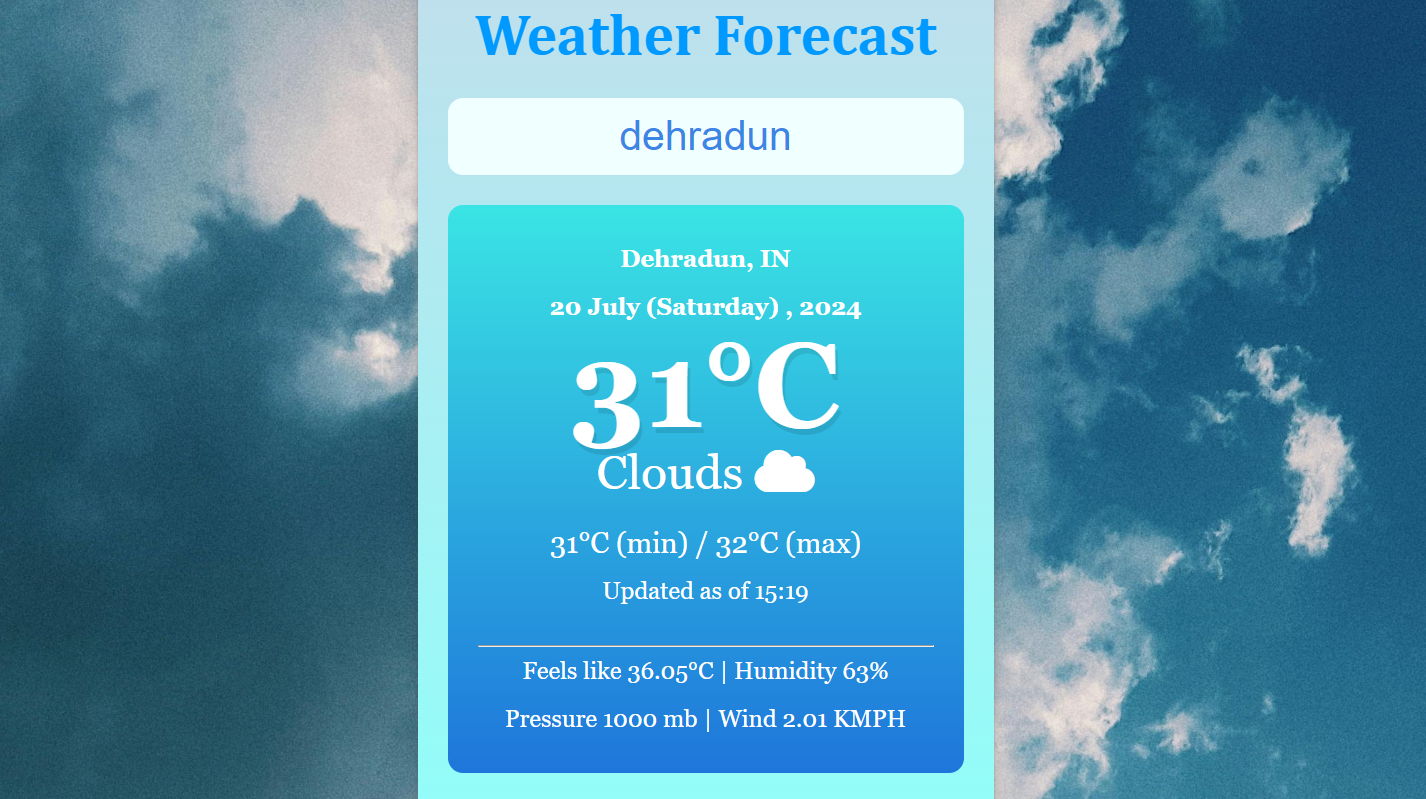 Weather Forecast
dehradun
Dehradun, IN
20 July (Saturday) , 2024
31°C
Clouds
31°C (min) / 32°C (max)
Updated as of 15:19
Feels like 36.05°C | Humidity 63%
Pressure 1000 mb | Wind 2.01 KMPH